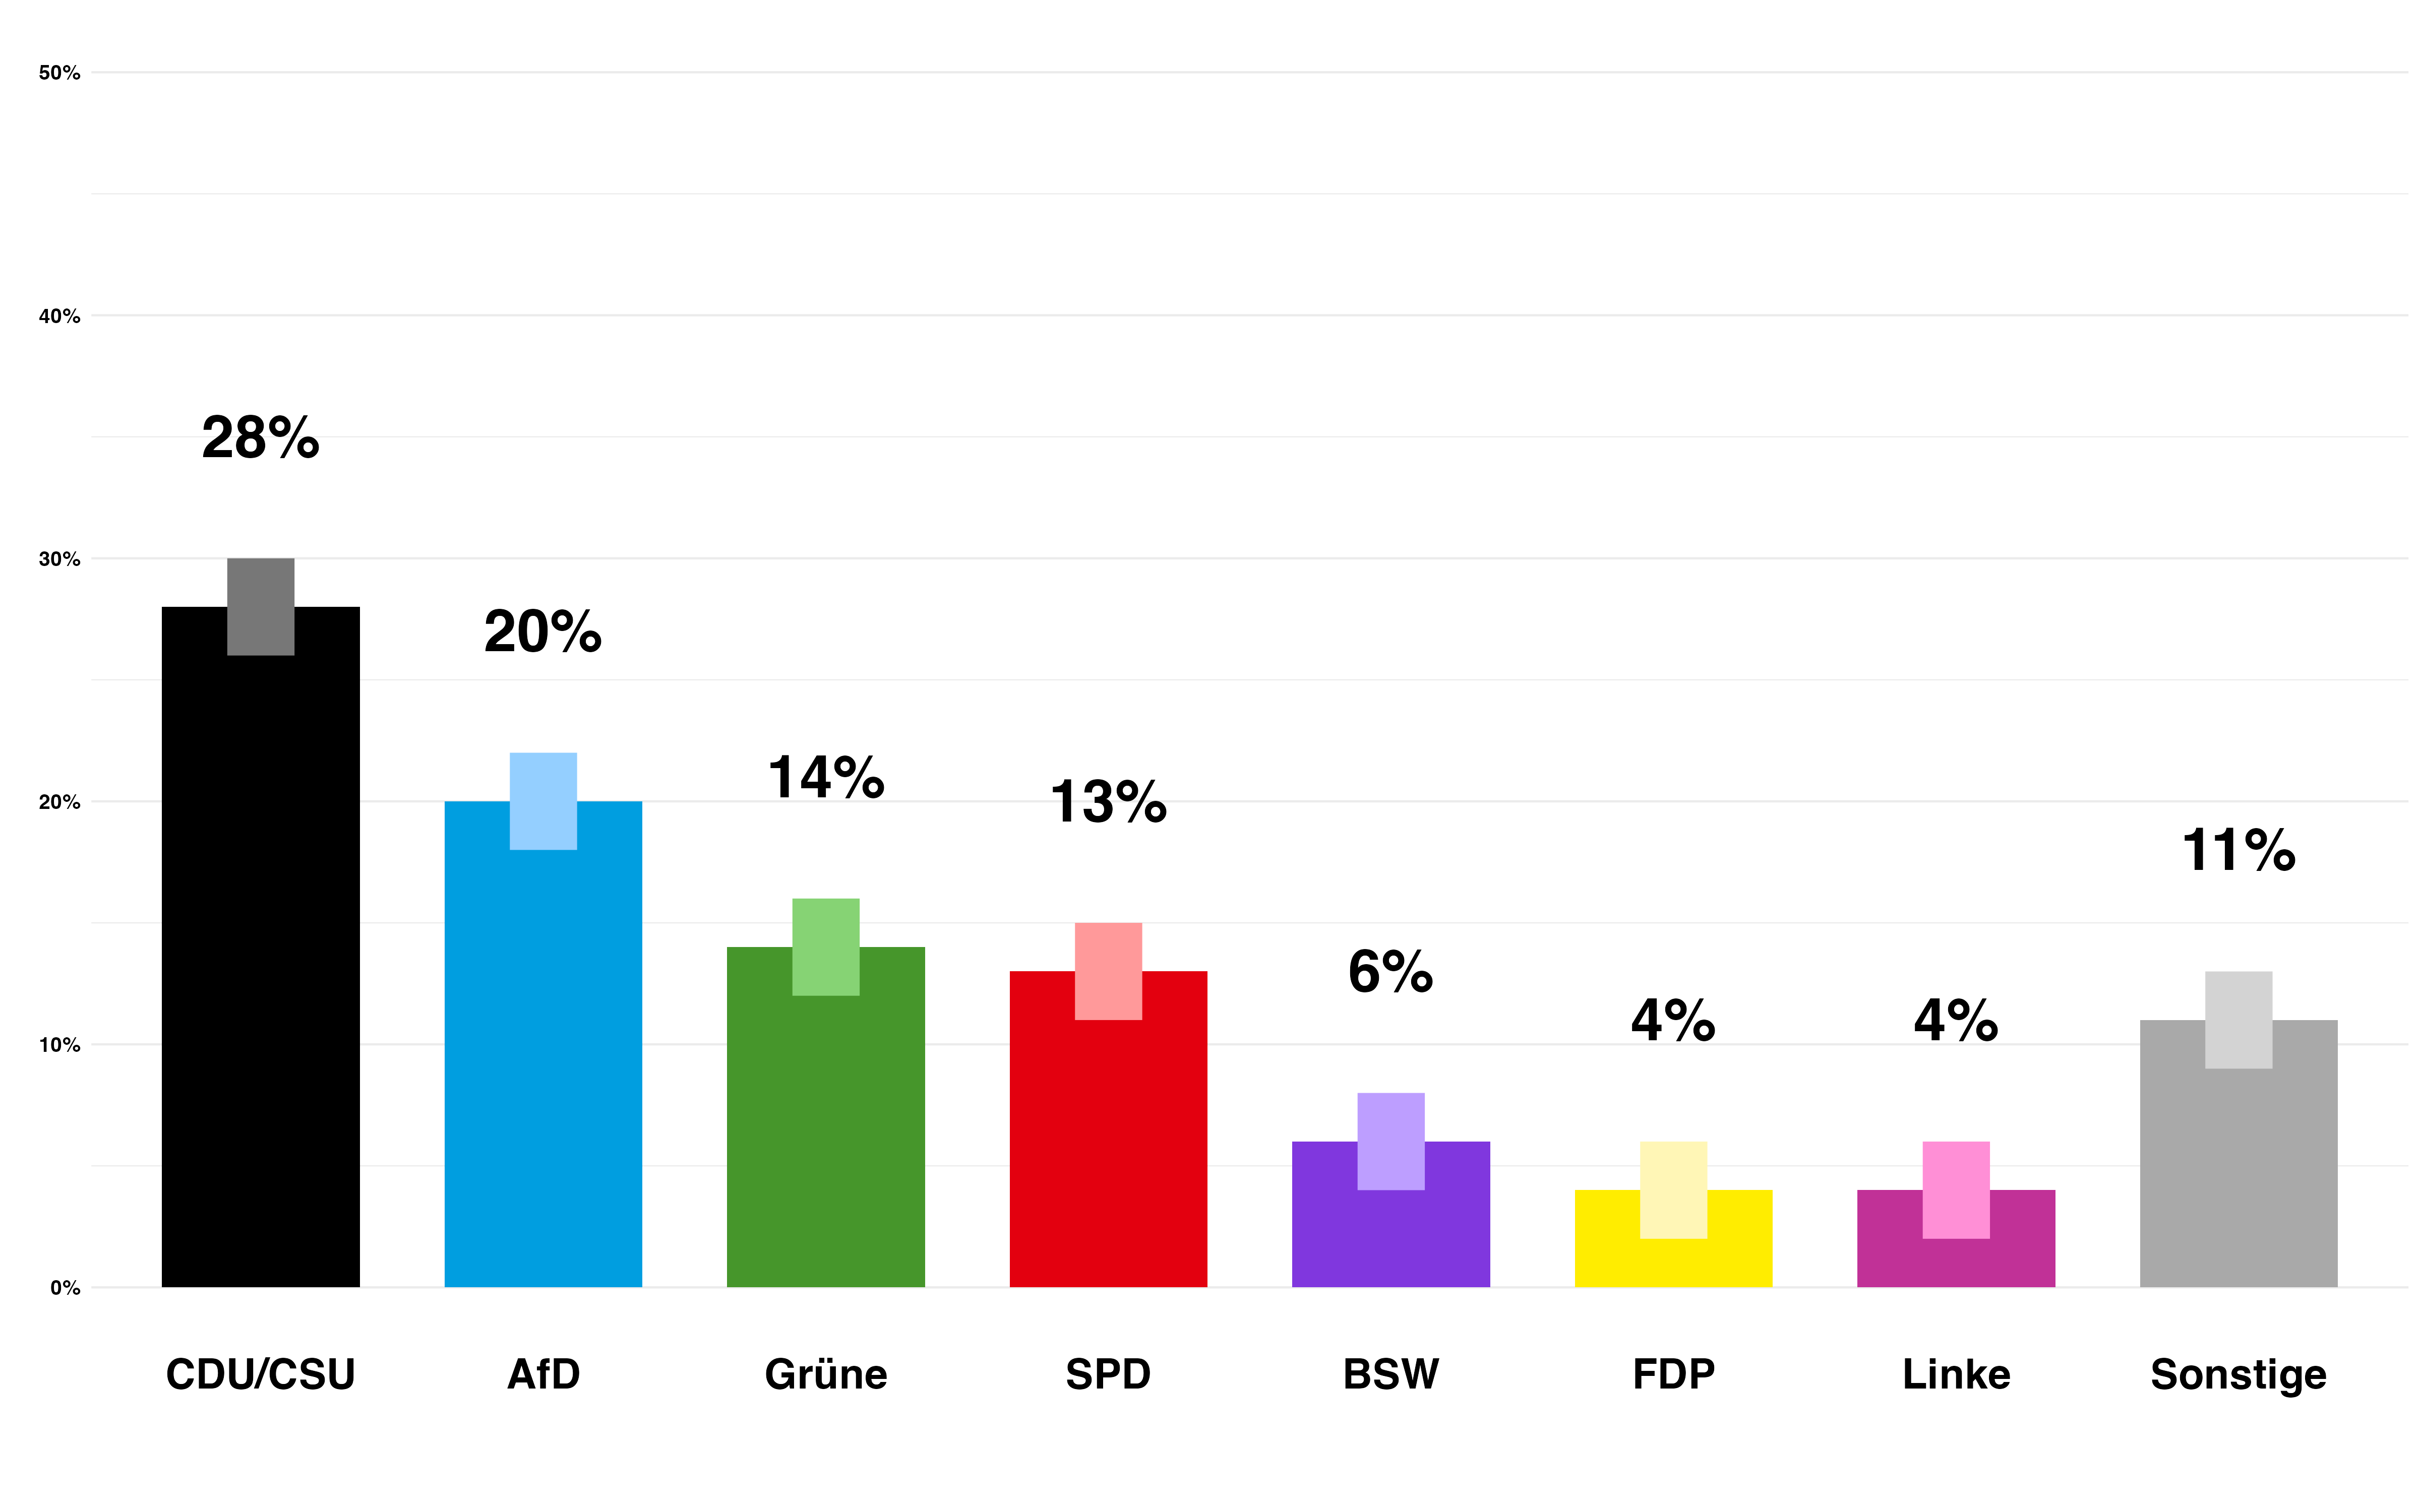 50%
40%
30%
20%
10%
0%
28%
20%
14%
13%
6%
4%
4%
11%
CDU/CSU
AfD
Grüne
SPD
BSW
FDP
Linke
Sonstige